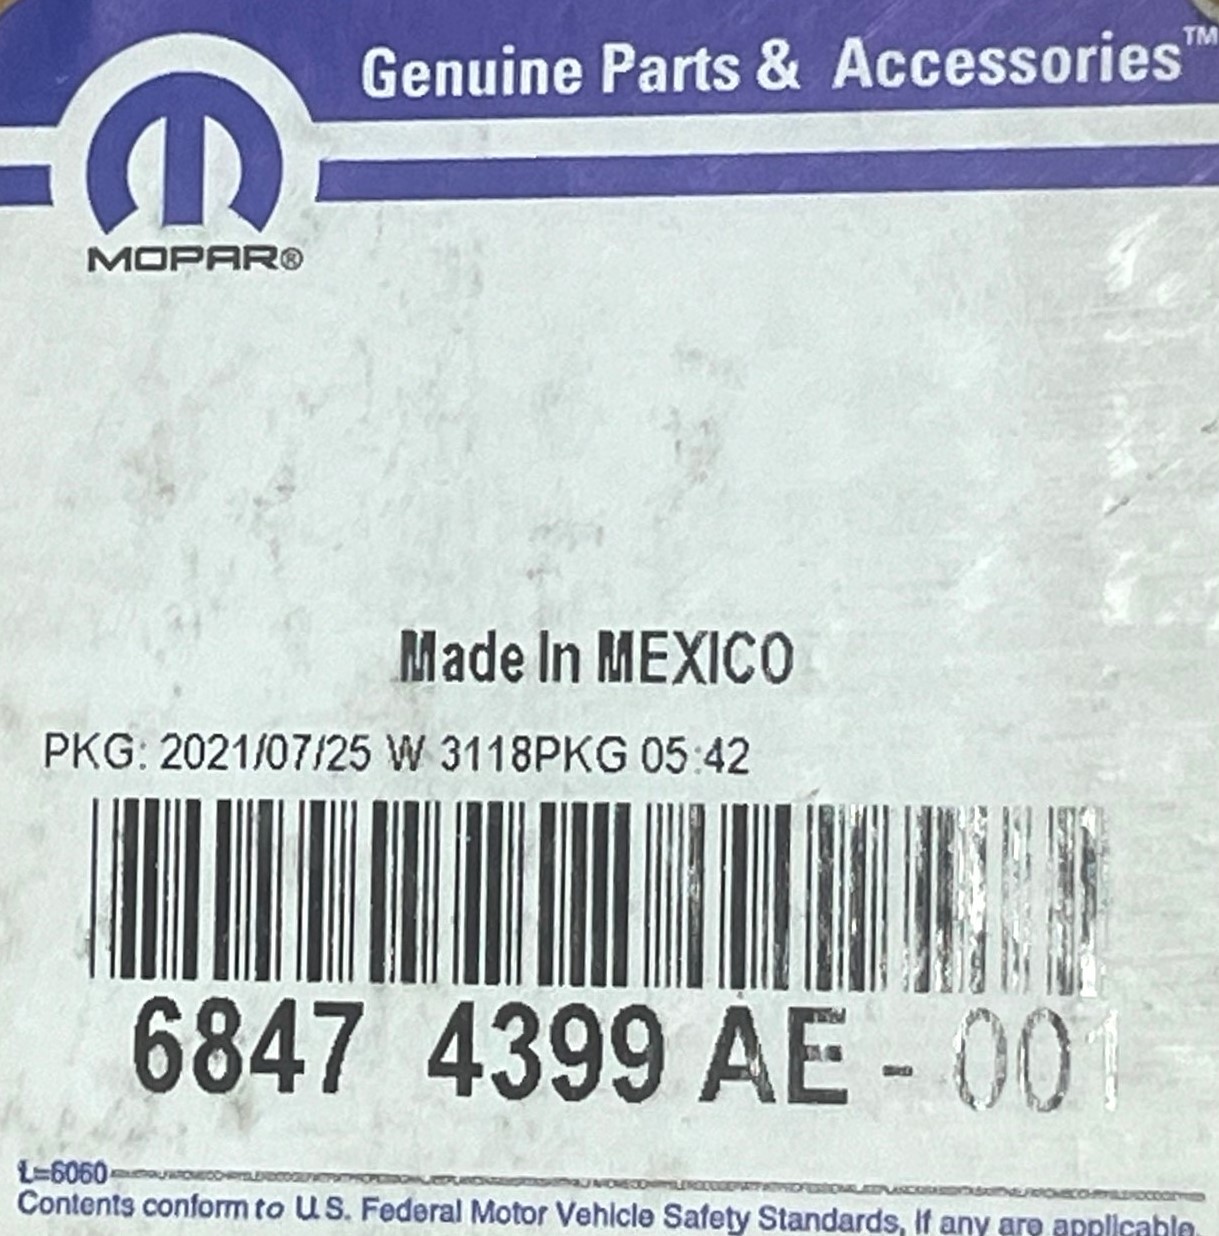 Genuine Parts & Accessories™
MOPAR®
Made In MEXICO
PKG: 2021/07/25 W 3118PKG 05:42
6847 4399 AE - 001
L=6060
Contents conform to U.S. Federal Motor Vehicle Safety Standards, if any are applicable.